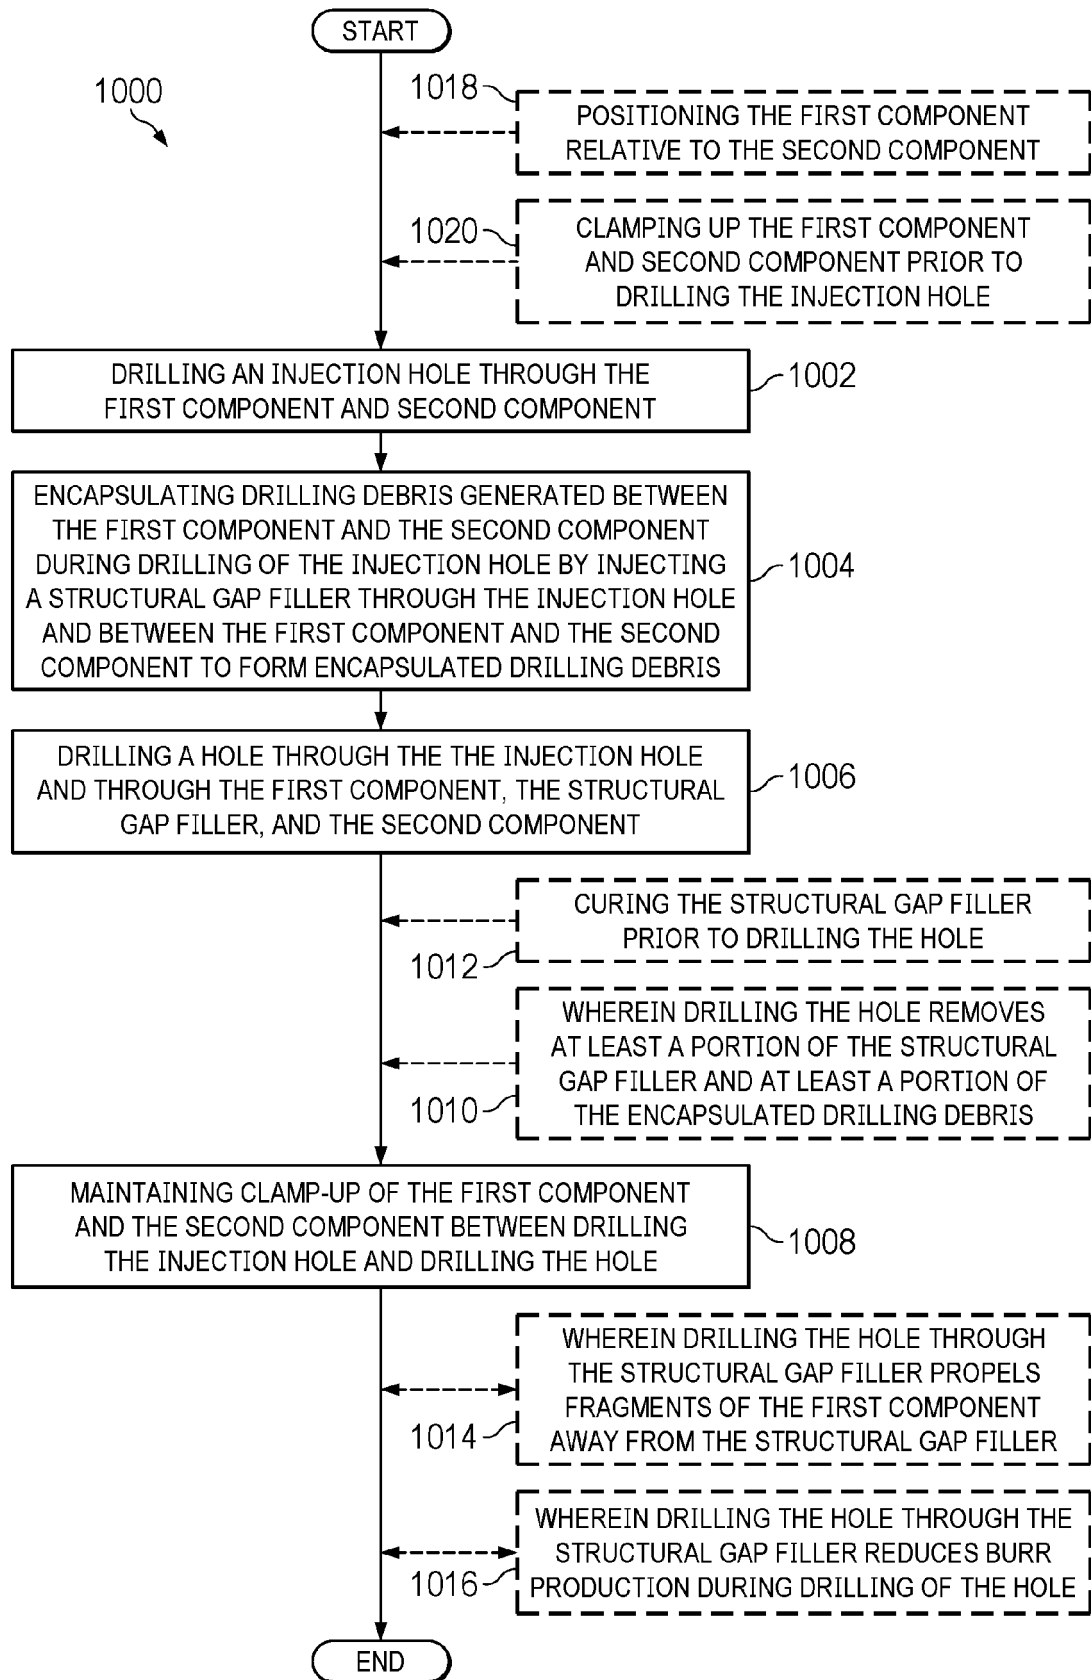 START
1000
1018
POSITIONING THE FIRST COMPONENT
RELATIVE TO THE SECOND COMPONENT
1020
CLAMPING UP THE FIRST COMPONENT
AND SECOND COMPONENT PRIOR TO
DRILLING THE INJECTION HOLE
DRILLING AN INJECTION HOLE THROUGH THE
FIRST COMPONENT AND SECOND COMPONENT
1002
ENCAPSULATING DRILLING DEBRIS GENERATED BETWEEN
THE FIRST COMPONENT AND THE SECOND COMPONENT
DURING DRILLING OF THE INJECTION HOLE BY INJECTING
A STRUCTURAL GAP FILLER THROUGH THE INJECTION HOLE
AND BETWEEN THE FIRST COMPONENT AND THE SECOND
COMPONENT TO FORM ENCAPSULATED DRILLING DEBRIS
1004
DRILLING A HOLE THROUGH THE THE INJECTION HOLE
AND THROUGH THE FIRST COMPONENT, THE STRUCTURAL
GAP FILLER, AND THE SECOND COMPONENT
1006
CURING THE STRUCTURAL GAP FILLER
PRIOR TO DRILLING THE HOLE
1012
WHEREIN DRILLING THE HOLE REMOVES
AT LEAST A PORTION OF THE STRUCTURAL
GAP FILLER AND AT LEAST A PORTION OF
THE ENCAPSULATED DRILLING DEBRIS
1010
MAINTAINING CLAMP-UP OF THE FIRST COMPONENT
AND THE SECOND COMPONENT BETWEEN DRILLING
THE INJECTION HOLE AND DRILLING THE HOLE
1008
WHEREIN DRILLING THE HOLE THROUGH
THE STRUCTURAL GAP FILLER PROPELS
FRAGMENTS OF THE FIRST COMPONENT
AWAY FROM THE STRUCTURAL GAP FILLER
1014
WHEREIN DRILLING THE HOLE THROUGH THE
STRUCTURAL GAP FILLER REDUCES BURR
PRODUCTION DURING DRILLING OF THE HOLE
1016
END